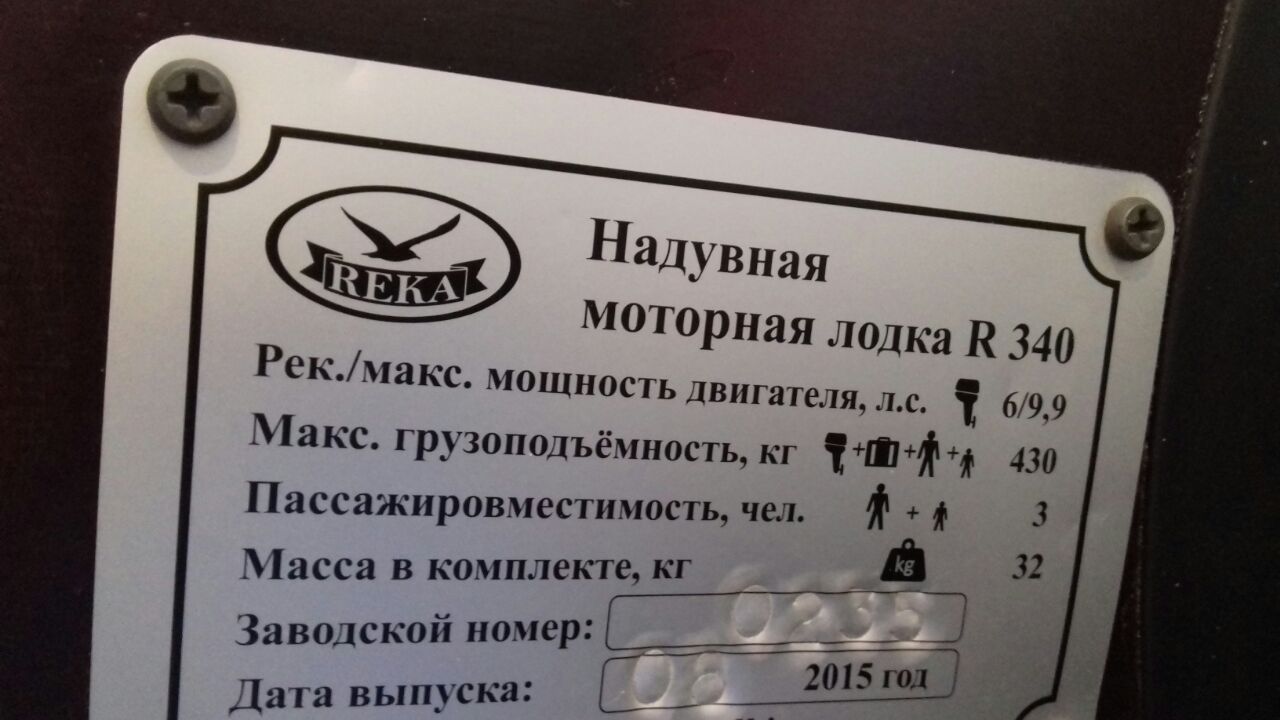 REKA
Надувная
моторная лодка R 340
Рек./макс. мощность двигателя, л.с. 6/9,9
Макс. грузоподъёмность, кг + + + 430
Пассажировместимость, чел. + 3
Масса в комплекте, кг kg 32
Заводской номер:
Дата выпуска: 2015 год